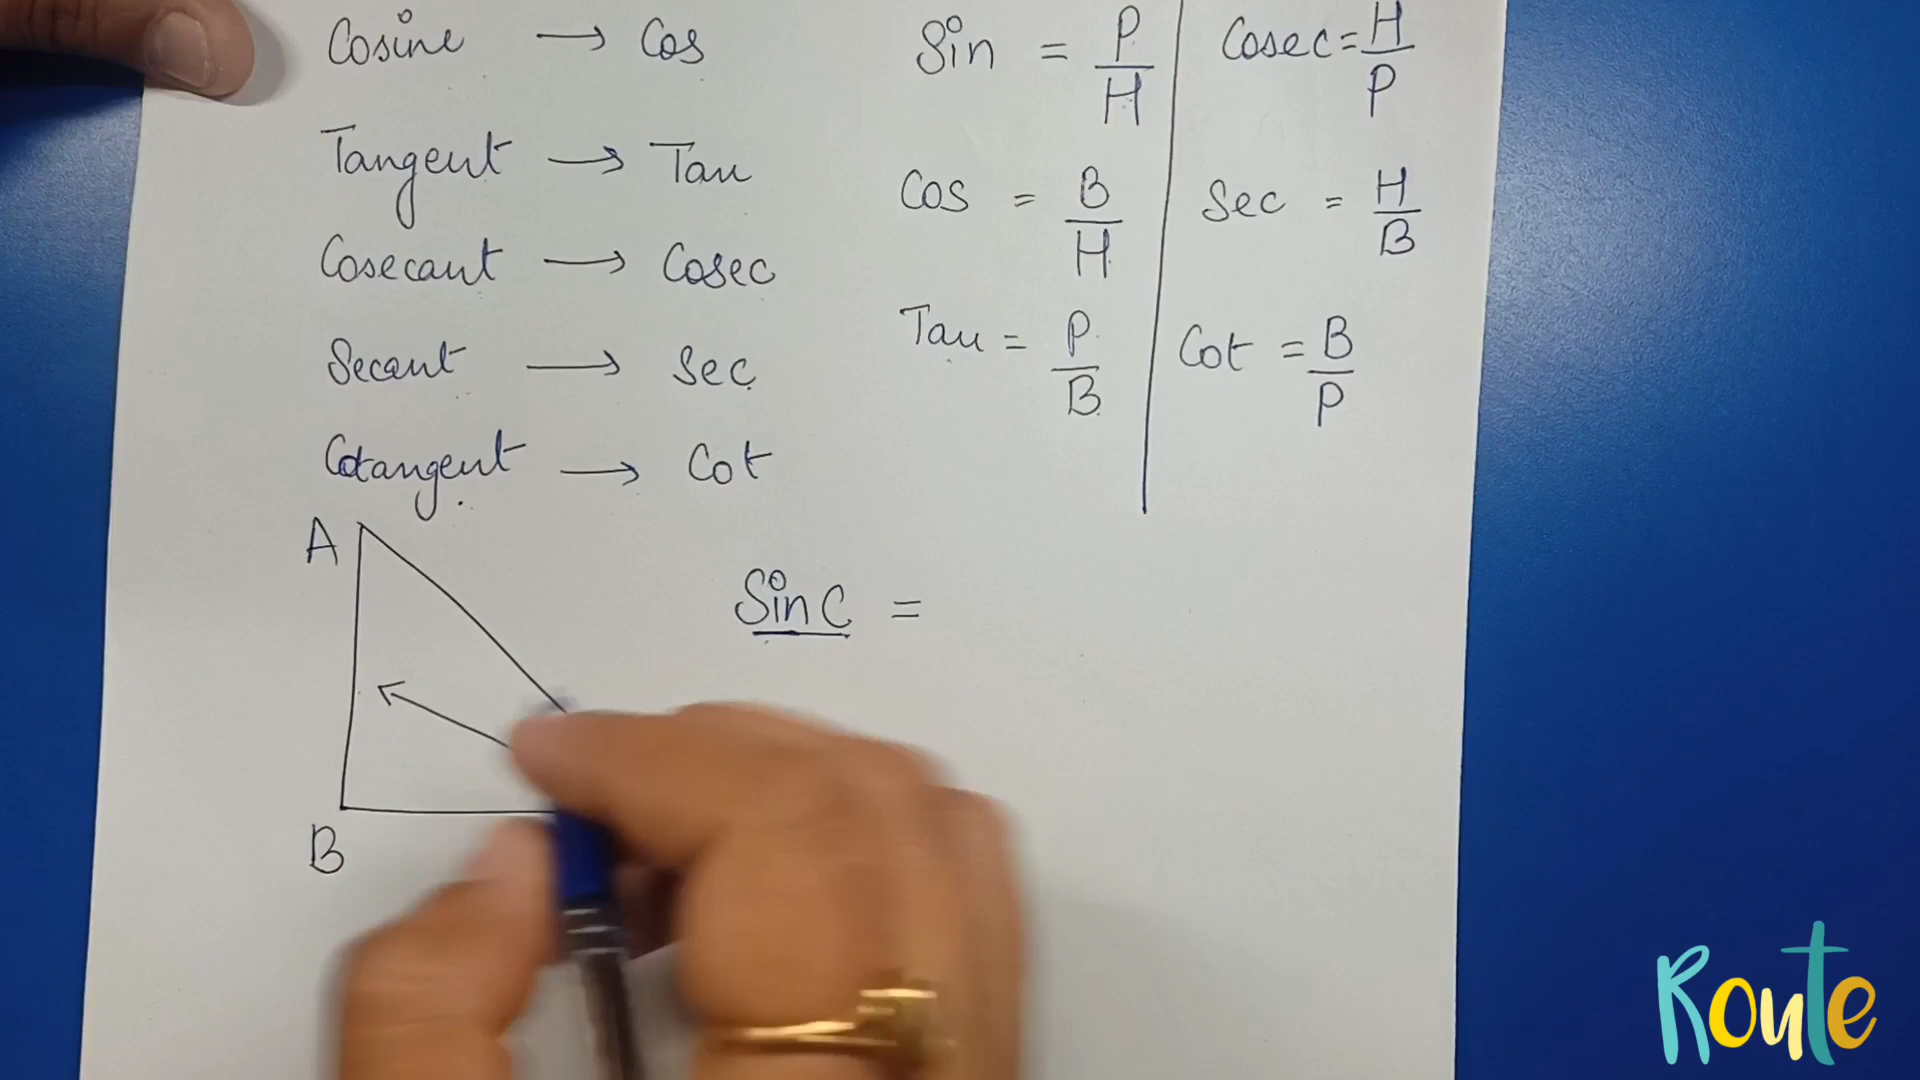 Cosine → Cos
Tangent → Tan
Cosecant → Cosec
Secant → Sec
Cotangent → Cot
Sin = P/H
Cosec = H/P
Cos = B/H
Sec = H/B
Tan = P/B
Cot = B/P
A
B
Sin C =
Route